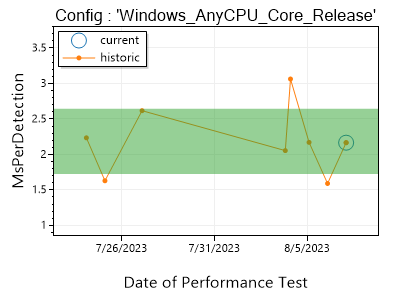 Config : 'Windows_AnyCPU_Core_Release'
current
historic
3.5
3
2.5
2
1.5
1
MsPerDetection
7/26/2023
7/31/2023
8/5/2023
Date of Performance Test